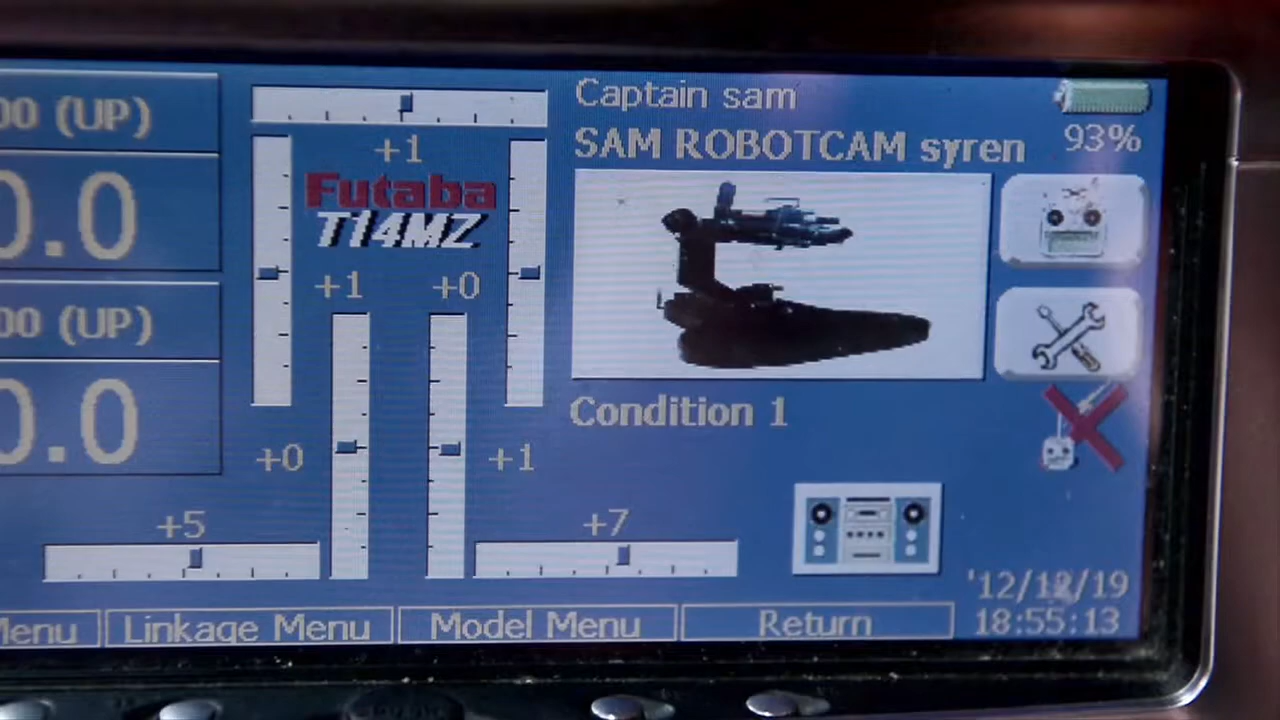 00 (UP)
0.0
00 (UP)
0.0
+1
Futaba
T14MZ
+1
+0
+0
+1
+5
+7
Captain sam
SAM ROBOTCAM syren
93%
Condition 1
'12/12/19
18:55:13
Menu
Linkage Menu
Model Menu
Return